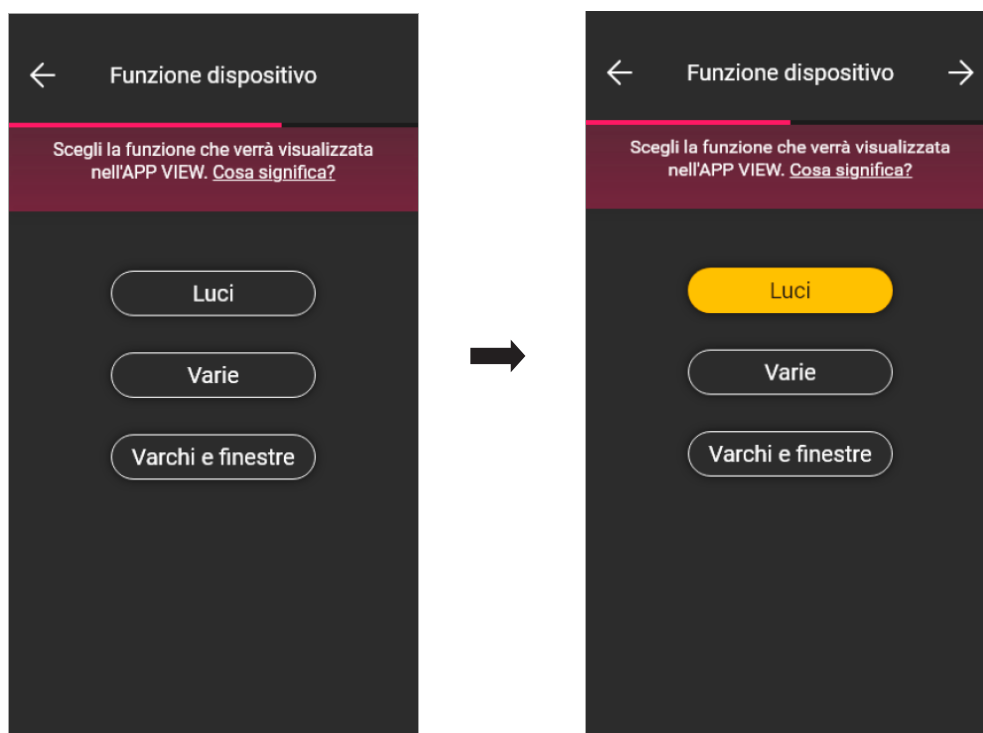 Funzione dispositivo
Scegli la funzione che verrà visualizzata
nell'APP VIEW. Cosa significa?
Luci
Varie
Varchi e finestre
Funzione dispositivo
Scegli la funzione che verrà visualizzata
nell'APP VIEW. Cosa significa?
Luci
Varie
Varchi e finestre